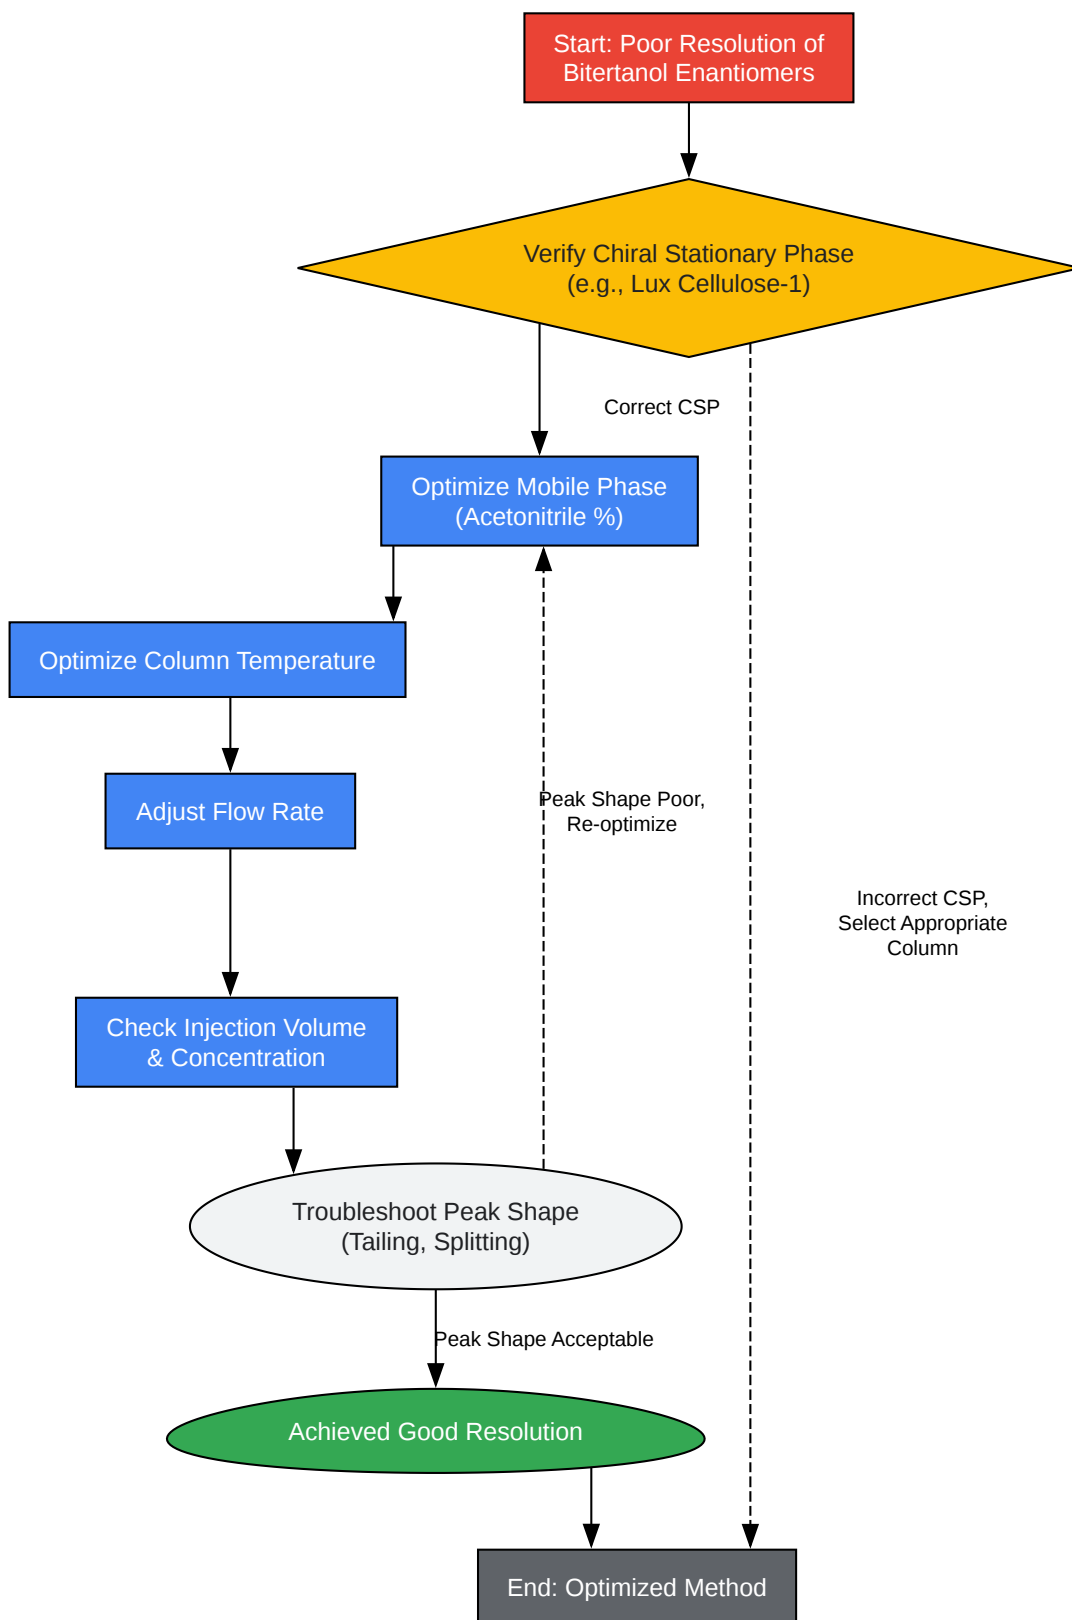 Start: Poor Resolution of
Bitertanol Enantiomers
Verify Chiral Stationary Phase
(e.g., Lux Cellulose-1)
Correct CSP
Optimize Mobile Phase
(Acetonitrile %)
Optimize Column Temperature
Adjust Flow Rate
Peak Shape Poor,
Re-optimize
Incorrect CSP,
Select Appropriate
Column
Check Injection Volume
& Concentration
Troubleshoot Peak Shape
(Tailing, Splitting)
Peak Shape Acceptable
Achieved Good Resolution
End: Optimized Method